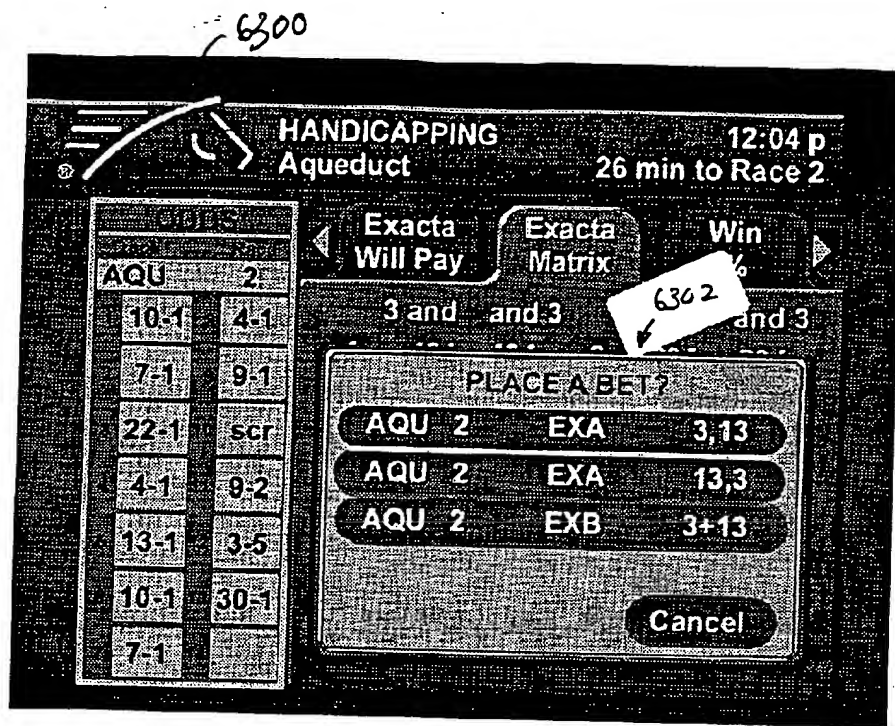 6300
HANDICAPPING
Aqueduct
12:04 p
26 min to Race 2
®
ODDS
AQU 2
10-1 4-1
7-1 9-1
22-1 scr
4-1 9-2
13-1 3-5
10-1 30-1
7-1
Exacta
Will Pay
Exacta
Matrix
Win
%
3 and and 3 and 3
6302
PLACE A BET?
AQU 2 EXA 3,13
AQU 2 EXA 13,3
AQU 2 EXB 3+13
Cancel